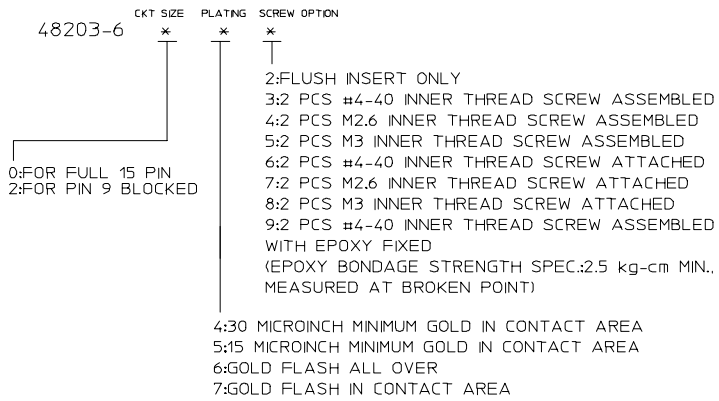 CKT SIZE PLATING SCREW OPTION
48203-6 * * *
2:FLUSH INSERT ONLY
3:2 PCS #4-40 INNER THREAD SCREW ASSEMBLED
4:2 PCS M2.6 INNER THREAD SCREW ASSEMBLED
5:2 PCS M3 INNER THREAD SCREW ASSEMBLED
6:2 PCS #4-40 INNER THREAD SCREW ATTACHED
7:2 PCS M2.6 INNER THREAD SCREW ATTACHED
8:2 PCS M3 INNER THREAD SCREW ATTACHED
9:2 PCS #4-40 INNER THREAD SCREW ASSEMBLED
WITH EPOXY FIXED
(EPOXY BONDAGE STRENGTH SPEC.:2.5 kg-cm MIN.,
MEASURED AT BROKEN POINT)
0:FOR FULL 15 PIN
2:FOR PIN 9 BLOCKED
4:30 MICROINCH MINIMUM GOLD IN CONTACT AREA
5:15 MICROINCH MINIMUM GOLD IN CONTACT AREA
6:GOLD FLASH ALL OVER
7:GOLD FLASH IN CONTACT AREA